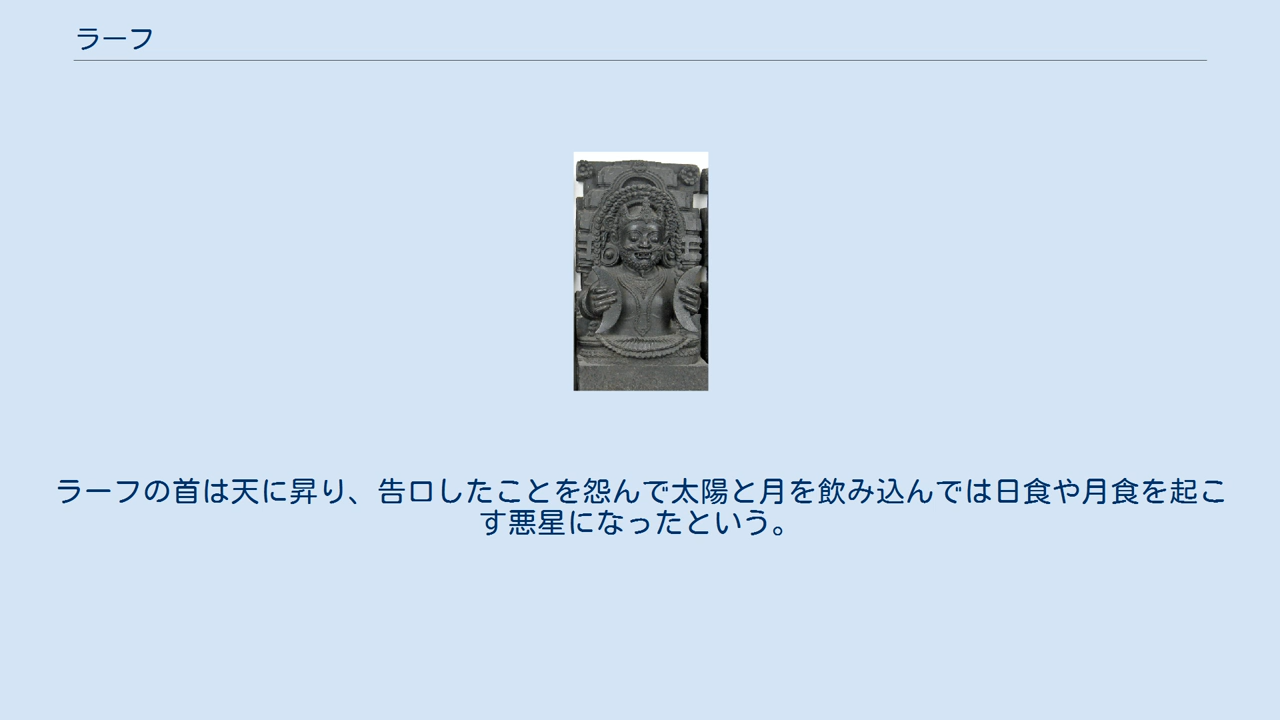 ラーフ
ラーフの首は天に昇り、告口したことを怨んで太陽と月を飲み込んでは日食や月食を起こ
す悪星になったという。